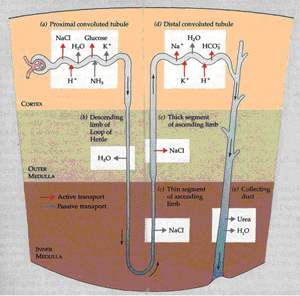 (a) Proximal convoluted tubule
(d) Distal convoluted tubule
NaCl
Glucose
H₂O
K⁺
H⁺
NH₃
H₂O
Na⁺
HCO₃⁻
K⁺
H⁺
CORTEX
(b) Descending
limb of
Loop of
Henle
(c) Thick segment
of ascending limb
H₂O
NaCl
OUTER
MEDULLA
(c) Thin segment
of ascending
limb
(e) Collecting
duct
Active transport
Passive transport
NaCl
Urea
H₂O
INNER
MEDULLA